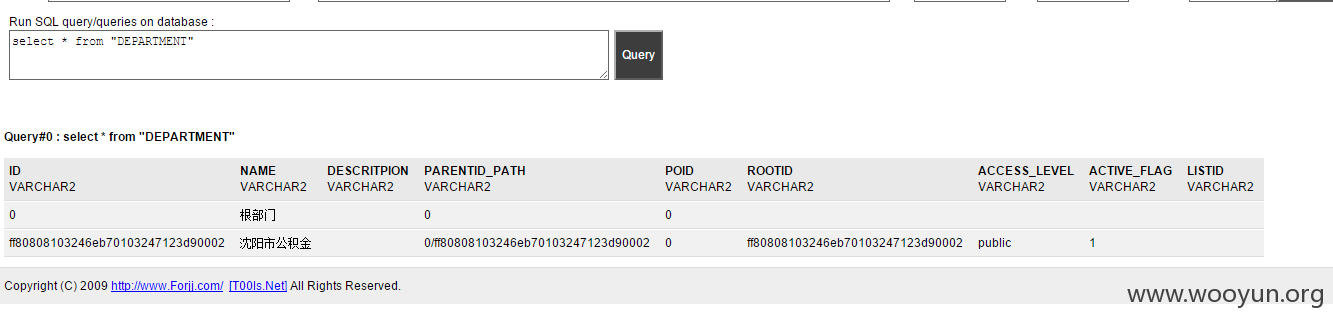 Run SQL query/queries on database :
select * from "DEPARTMENT"
Query
Query#0 : select * from "DEPARTMENT"
ID NAME DESCRITPION PARENTID_PATH POID ROOTID ACCESS_LEVEL ACTIVE_FLAG LISTID
VARCHAR2 VARCHAR2 VARCHAR2 VARCHAR2 VARCHAR2 VARCHAR2 VARCHAR2 VARCHAR2 VARCHAR2
0 根部门 0 0
ff80808103246eb70103247123d90002 沈阳市公积金 0/ff80808103246eb70103247123d90002 0 ff80808103246eb70103247123d90002 public 1
Copyright (C) 2009 http://www.Forjj.com/ [T00ls.Net] All Rights Reserved.
www.wooyun.org